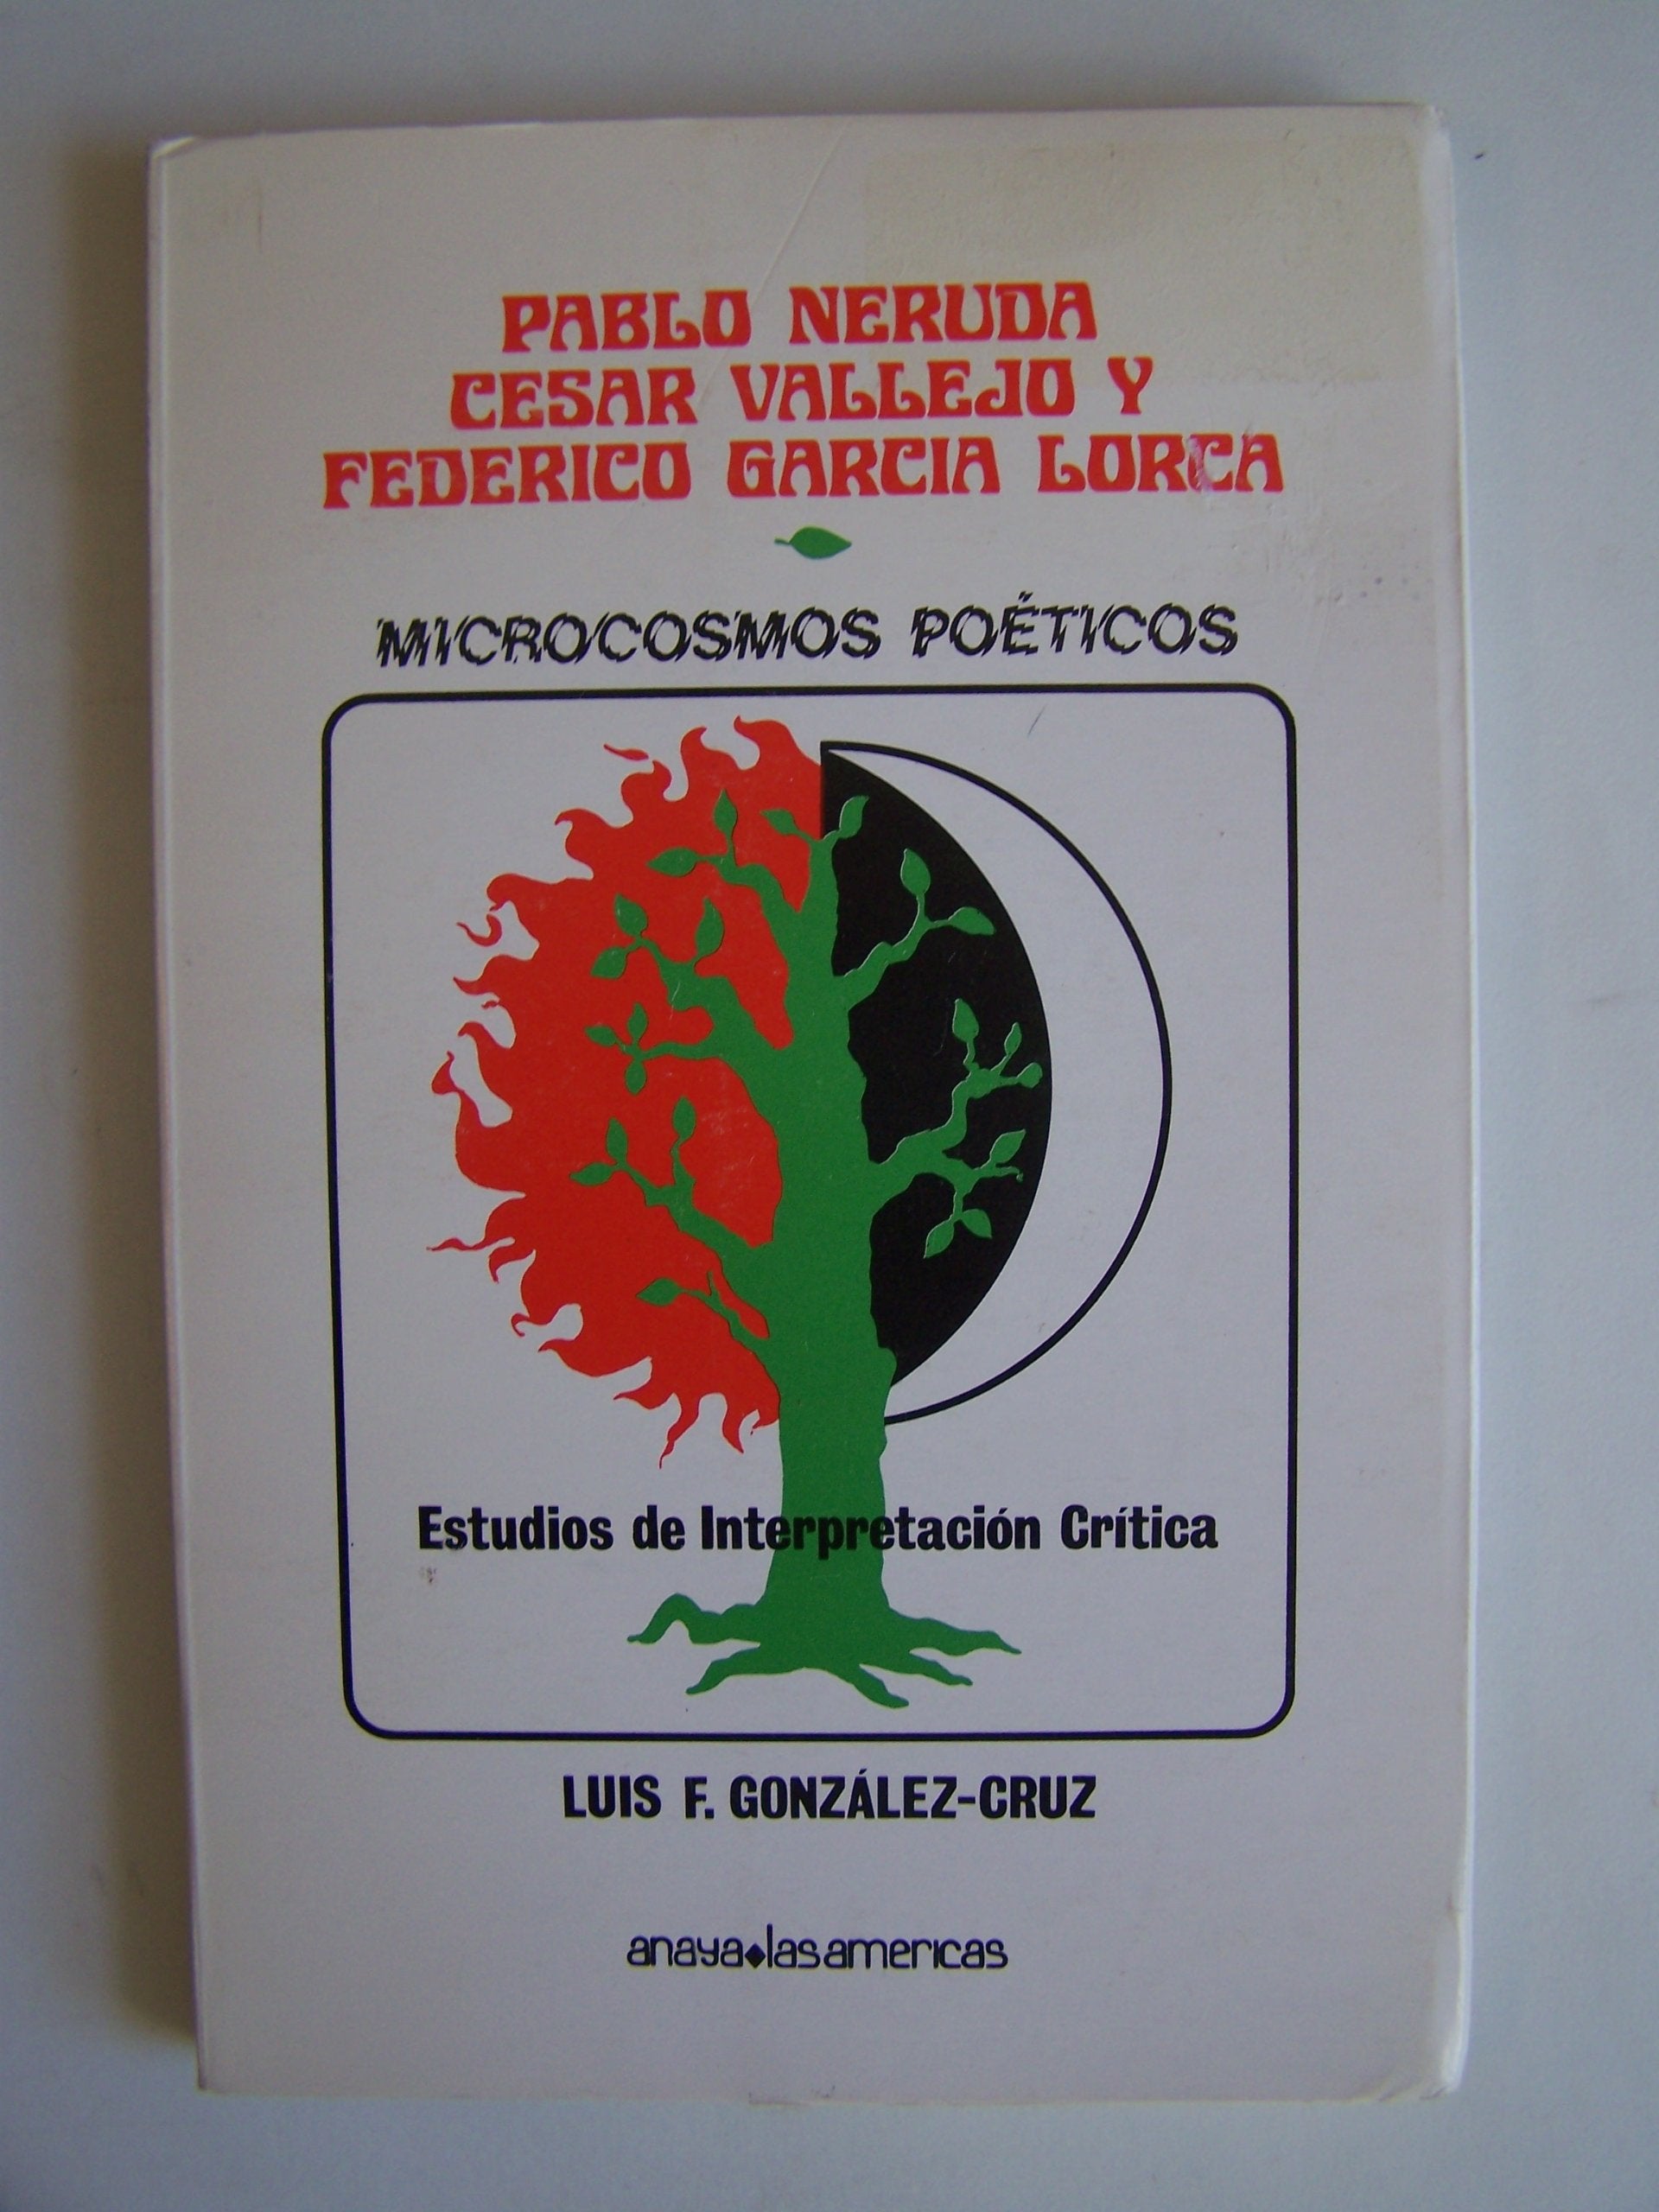 PABLO NERUDA
CESAR VALLEJO Y
FEDERICO GARCIA LORCA
MICROCOSMOS POÉTICOS
Estudios de Interpretación Crítica
LUIS F. GONZÁLEZ-CRUZ
anaya◆las americas